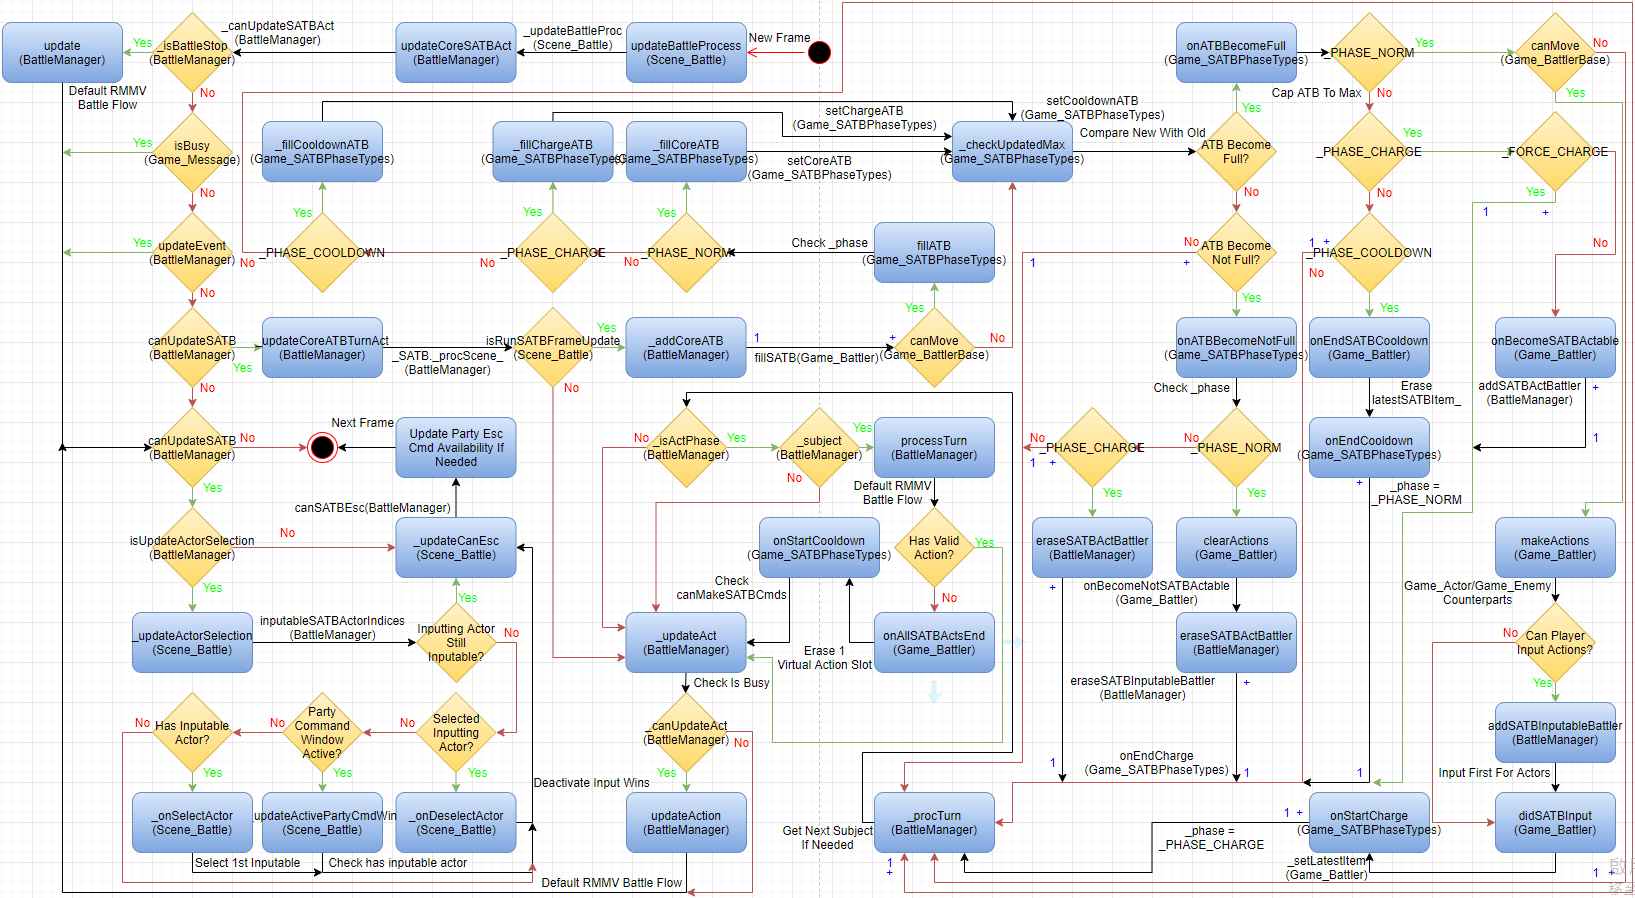 update
(BattleManager)
Yes
_isBattleStop
(BattleManager)
_canUpdateSATBAct
(BattleManager)
updateCoreSATBAct
(BattleManager)
_updateBattleProc
(Scene_Battle)
updateBattleProcess
(Scene_Battle)
New Frame
onATBBecomeFull
(Game_SATBPhaseTypes)
_PHASE_NORM
Yes
canMove
(Game_BattlerBase)
No
Default RMMV
Battle Flow
No
Cap ATB To Max
No
Yes
Yes
isBusy
(Game_Message)
No
_fillCooldownATB
(Game_SATBPhaseTypes)
_fillChargeATB
(Game_SATBPhaseTypes)
_fillCoreATB
(Game_SATBPhaseTypes)
setChargeATB
(Game_SATBPhaseTypes)
setCoreATB
(Game_SATBPhaseTypes)
setCooldownATB
(Game_SATBPhaseTypes)
_checkUpdatedMax
(Game_SATBPhaseTypes)
Compare New With Old
Yes
ATB Become
Full?
No
_PHASE_CHARGE
Yes
No
_FORCE_CHARGE
Yes
1
+
No
Yes
updateEvent
(BattleManager)
No
No
Yes
_PHASE_COOLDOWN
No
Yes
_PHASE_CHARGE
No
Yes
_PHASE_NORM
Check _phase
fillATB
(Game_SATBPhaseTypes)
Yes
No
+
1
ATB Become
Not Full?
Yes
1
+
_PHASE_COOLDOWN
No
Yes
canUpdateSATB
(BattleManager)
Yes
No
_updateCoreATBTurnAct
(BattleManager)
_SATB._procScene_
(BattleManager)
isRunSATBFrameUpdate
(Scene_Battle)
Yes
No
_addCoreATB
(BattleManager)
1
+
fillSATB(Game_Battler)
canMove
(Game_BattlerBase)
No
onATBBecomeNotFull
(Game_SATBPhaseTypes)
Check _phase
onEndSATBCooldown
(Game_Battler)
Erase
latestSATBItem_
onBecomeSATBActable
(Game_Battler)
addSATBActBattler
(BattleManager)
+
1
canUpdateSATB
(BattleManager)
No
Yes
Next Frame
Update Party Esc
Cmd Availability If
Needed
canSATBEsc(BattleManager)
No
_isActPhase
(BattleManager)
Yes
_subject
(BattleManager)
Yes
No
processTurn
(BattleManager)
Default RMMV
Battle Flow
No
1
+
_PHASE_CHARGE
Yes
No
_PHASE_NORM
Yes
onEndCooldown
(Game_SATBPhaseTypes)
+
_phase =
_PHASE_NORM
isUpdateActorSelection
(BattleManager)
No
Yes
_updateCanEsc
(Scene_Battle)
Yes
onStartCooldown
(Game_SATBPhaseTypes)
Check
canMakeSATBCmds
Has Valid
Action?
Yes
No
eraseSATBActBattler
(BattleManager)
+
clearActions
(Game_Battler)
onBecomeNotSATBActable
(Game_Battler)
makeActions
(Game_Battler)
Game_Actor/Game_Enemy
Counterparts
_updateActorSelection
(Scene_Battle)
inputableSATBActorIndices
(BattleManager)
Inputting Actor
Still
Inputable?
No
_updateAct
(BattleManager)
Check Is Busy
Erase 1
Virtual Action Slot
onAllSATBActsEnd
(Game_Battler)
eraseSATBActBattler
(BattleManager)
eraseSATBInputableBattler
(BattleManager)
+
No
Can Player
Input Actions?
Yes
No
Has Inputable
Actor?
Yes
No
Party
Command
Window
Active?
Yes
No
Selected
Inputting
Actor?
Yes
_canUpdateAct
(BattleManager)
No
Yes
addSATBInputableBattler
(BattleManager)
Input First For Actors
onEndCharge
(Game_SATBPhaseTypes)
1
1
1
Deactivate Input Wins
_onSelectActor
(Scene_Battle)
_updateActivePartyCmdWin
(Scene_Battle)
_onDeselectActor
(Scene_Battle)
updateAction
(BattleManager)
Get Next Subject
If Needed
_procTurn
(BattleManager)
1
+
_phase =
_PHASE_CHARGE
1 +
onStartCharge
(Game_SATBPhaseTypes)
_setLatestItem
(Game_Battler)
didSATBInput
(Game_Battler)
1 +
Select 1st Inputable
Check has inputable actor
Default RMMV Battle Flow